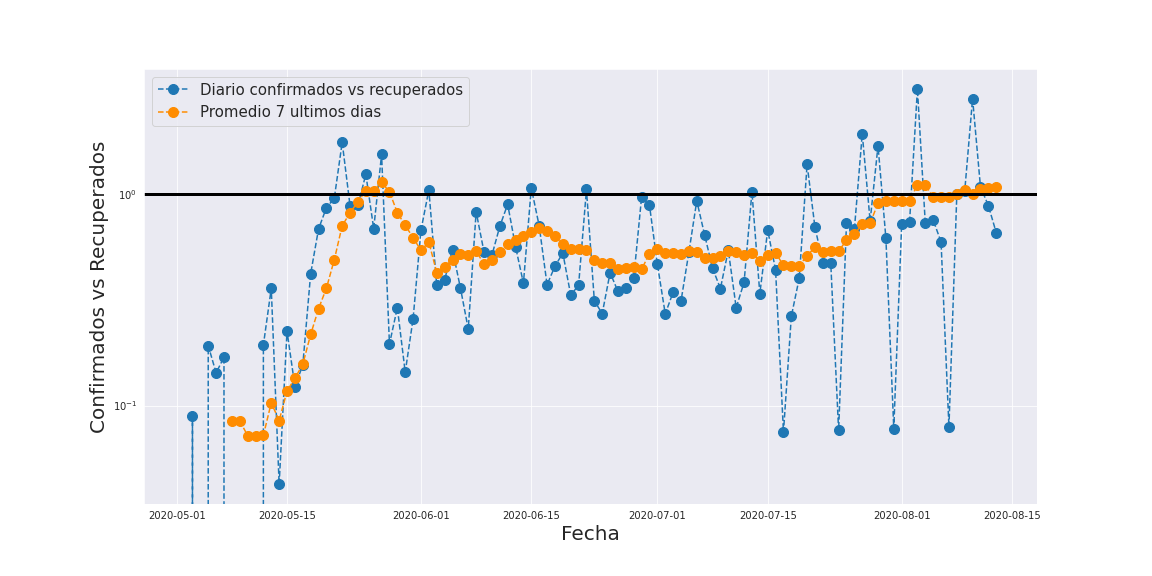 Diario confirmados vs recuperados
Promedio 7 ultimos dias
Confirmados vs Recuperados
10⁰
10⁻¹
2020-05-01 2020-05-15 2020-06-01 2020-06-15 2020-07-01 2020-07-15 2020-08-01 2020-08-15
Fecha